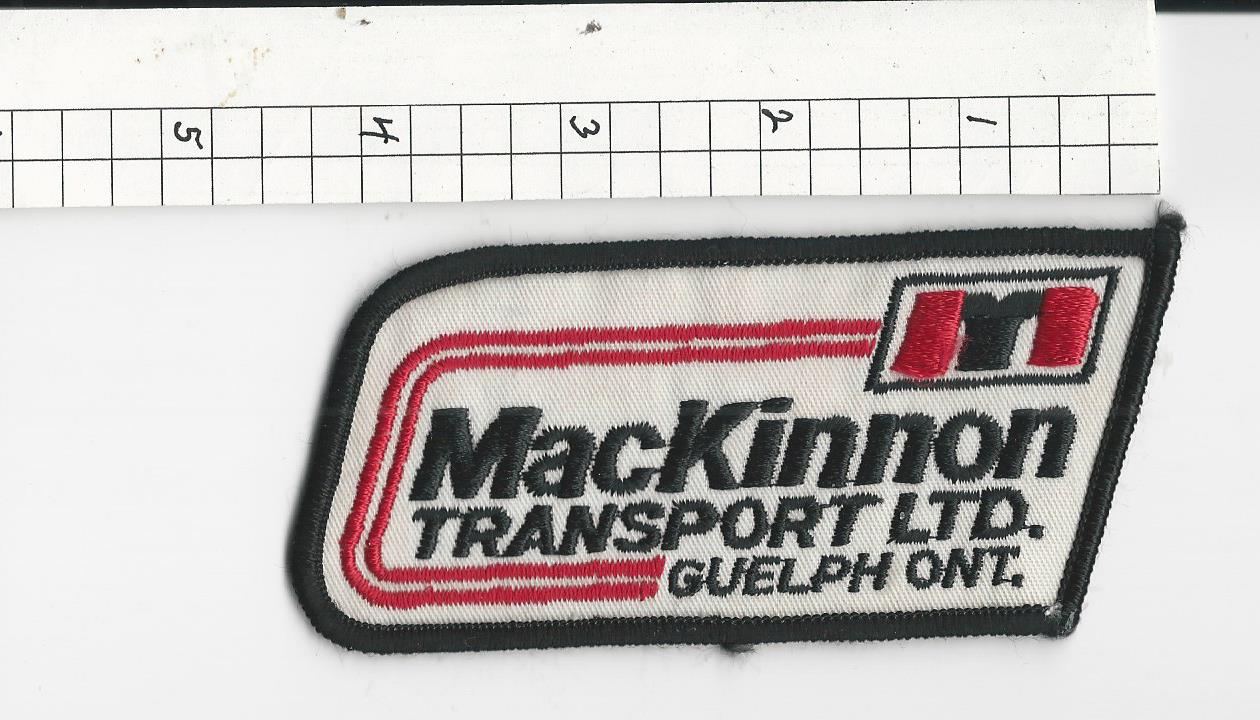 5 4 3 2 1
MacKinnon
TRANSPORT LTD.
GUELPH ONT.